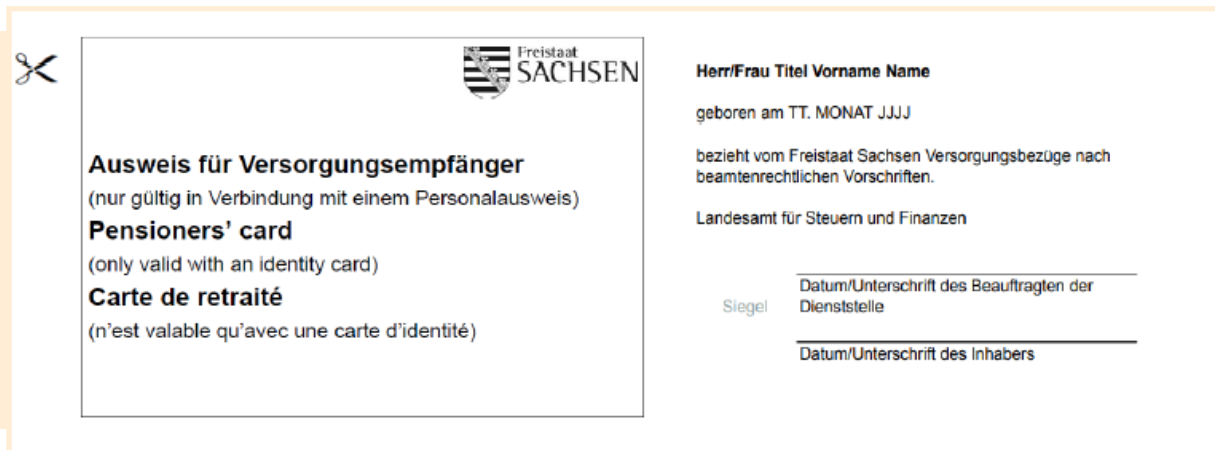 Freistaat
SACHSEN
Ausweis für Versorgungsempfänger
(nur gültig in Verbindung mit einem Personalausweis)
Pensioners' card
(only valid with an identity card)
Carte de retraité
(n'est valable qu'avec une carte d'identité)
Herr/Frau Titel Vorname Name
geboren am TT. MONAT JJJJ
bezieht vom Freistaat Sachsen Versorgungsbezüge nach
beamtenrechtlichen Vorschriften.
Landesamt für Steuern und Finanzen
Siegel
Datum/Unterschrift des Beauftragten der
Dienststelle
Datum/Unterschrift des Inhabers